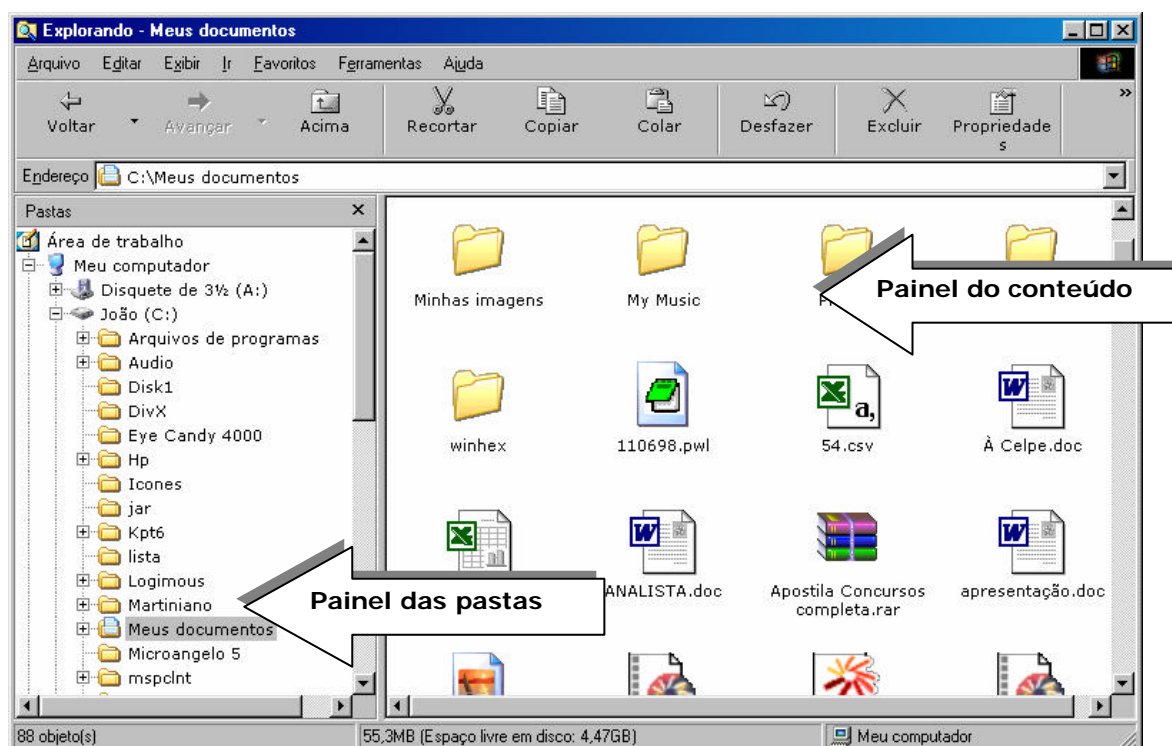 Explorando - Meus documentos
Arquivo Editar Exibir Ir Favoritos Ferramentas Ajuda
Voltar Avançar Acima Recortar Copiar Colar Desfazer Excluir Propriedade
s
»
Endereço C:\Meus documentos
Pastas
Área de trabalho
Meu computador
Disquete de 3½ (A:)
João (C:)
Arquivos de programas
Audio
Disk1
DivX
Eye Candy 4000
Hp
Icones
jar
Kpt6
lista
Logimous
Martiniano
Meus documentos
Microangelo 5
mspclnt
Painel das pastas
Minhas imagens My Music
Painel do conteúdo
winhex 110698.pwl 54.csv À Celpe.doc
ANALISTA.doc Apostila Concursos apresentação.doc
completa.rar
88 objeto(s) 55,3MB (Espaço livre em disco: 4,47GB) Meu computador